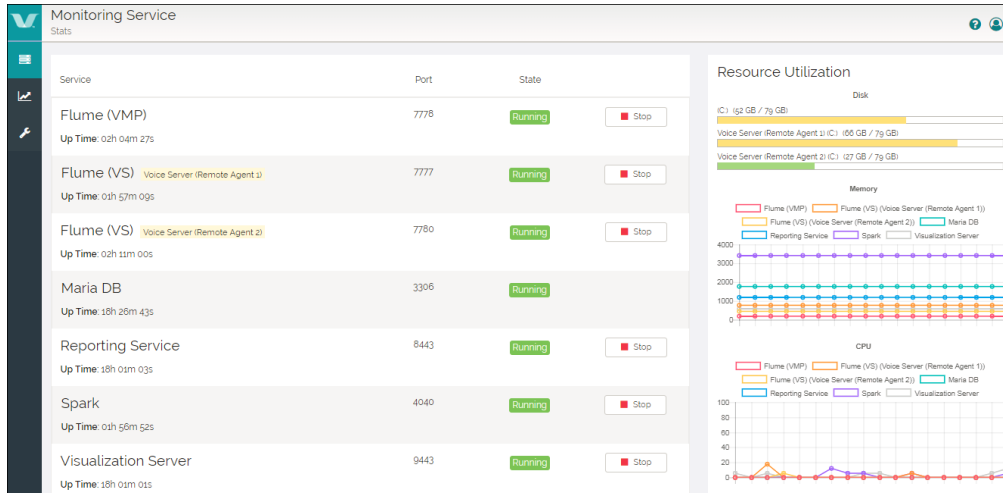 Monitoring Service
Stats
Service Port State
Flume (VMP) 7778 Running Stop
Up Time: 02h 04m 27s
Flume (VS) Voice Server (Remote Agent 1) 7777 Running Stop
Up Time: 01h 57m 09s
Flume (VS) Voice Server (Remote Agent 2) 7780 Running Stop
Up Time: 02h 11m 00s
Maria DB 3306 Running
Up Time: 18h 26m 43s
Reporting Service 8443 Running Stop
Up Time: 18h 01m 03s
Spark 4040 Running Stop
Up Time: 01h 56m 52s
Visualization Server 9443 Running Stop
Up Time: 18h 01m 01s
Resource Utilization
Disk
(C:) (52 GB / 79 GB)
Voice Server (Remote Agent 1) (C:) (66 GB / 79 GB)
Voice Server (Remote Agent 2) (C:) (27 GB / 79 GB)
Memory
Flume (VMP) Flume (VS) (Voice Server (Remote Agent 1))
Flume (VS) (Voice Server (Remote Agent 2)) Maria DB
Reporting Service Spark Visualization Server
4000
3000
2000
1000
0
CPU
Flume (VMP) Flume (VS) (Voice Server (Remote Agent 1))
Flume (VS) (Voice Server (Remote Agent 2)) Maria DB
Reporting Service Spark Visualization Server
100
80
60
40
20
0